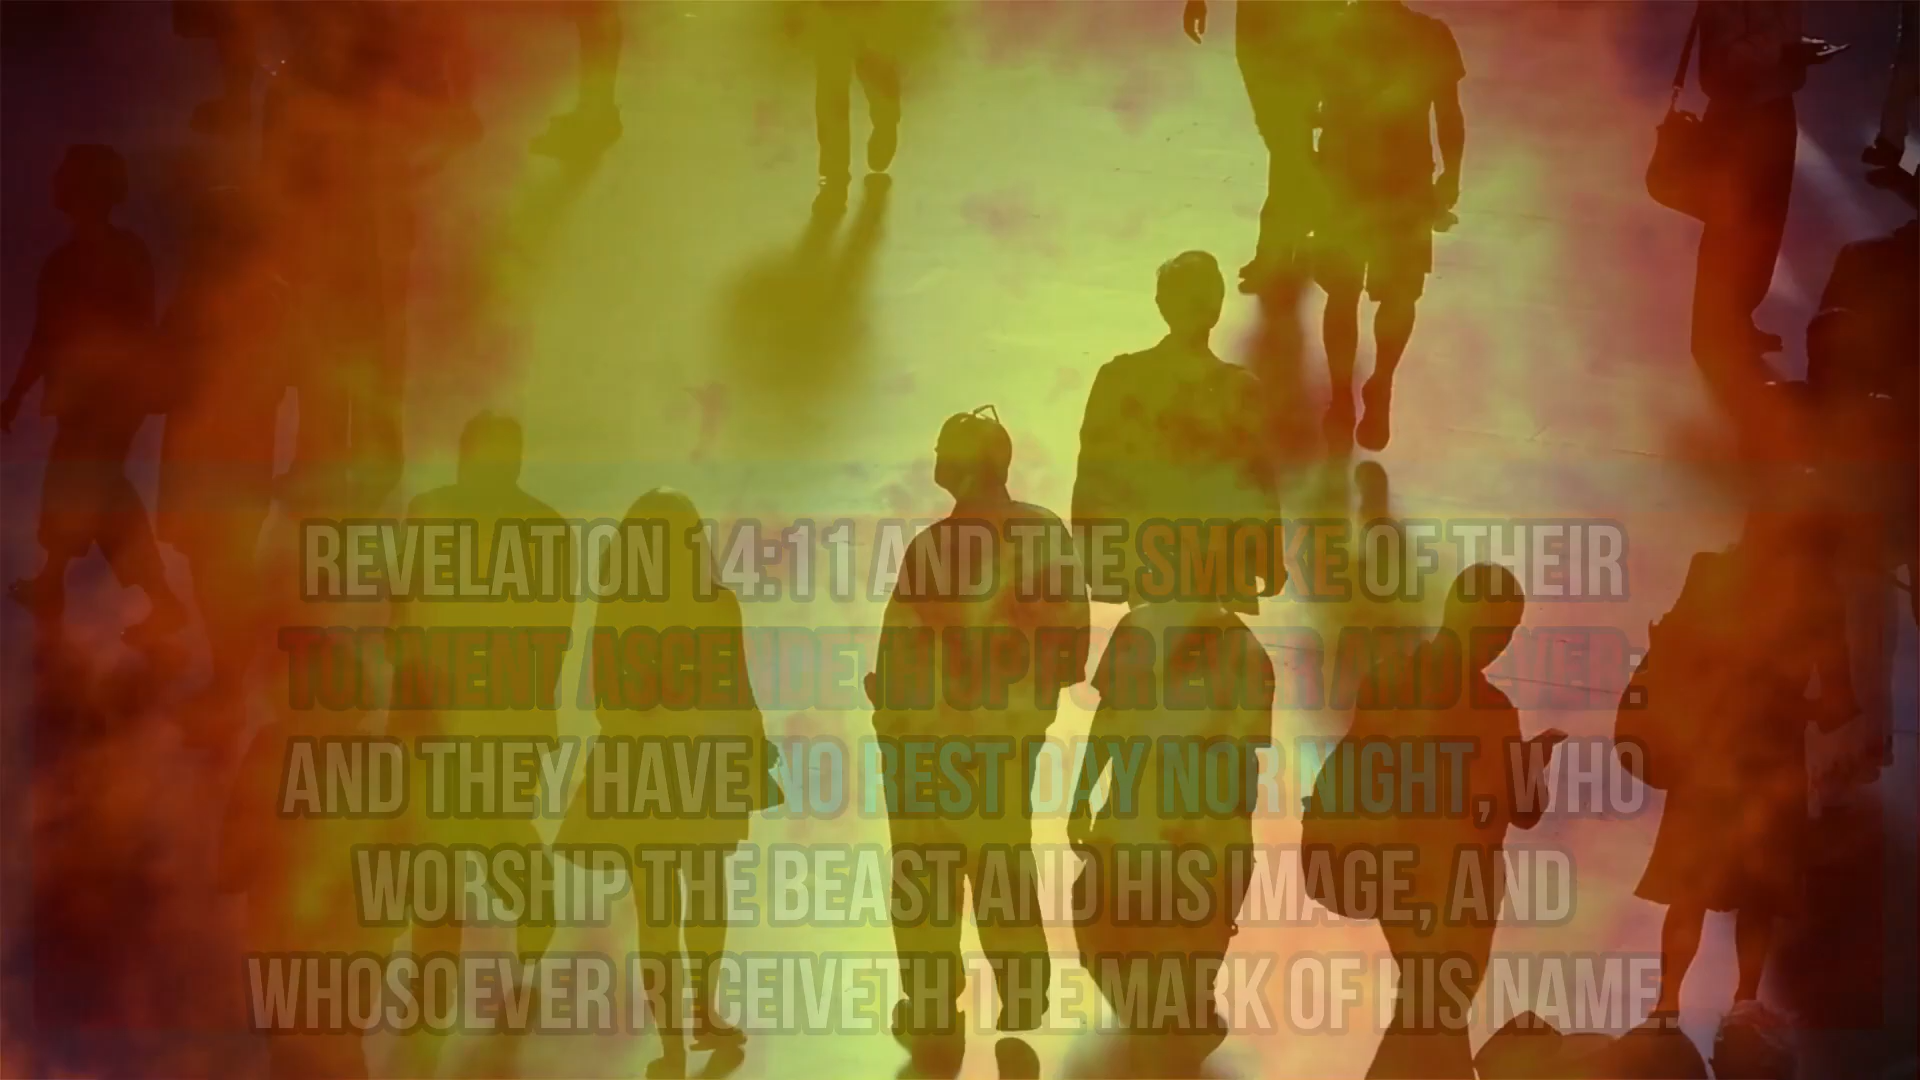 REVELATION 14:11 AND THE SMOKE OF THEIR
TORMENT ASCENDETH UP FOR EVER AND EVER:
AND THEY HAVE NO REST DAY NOR NIGHT, WHO
WORSHIP THE BEAST AND HIS IMAGE, AND
WHOSOEVER RECEIVETH THE MARK OF HIS NAME.